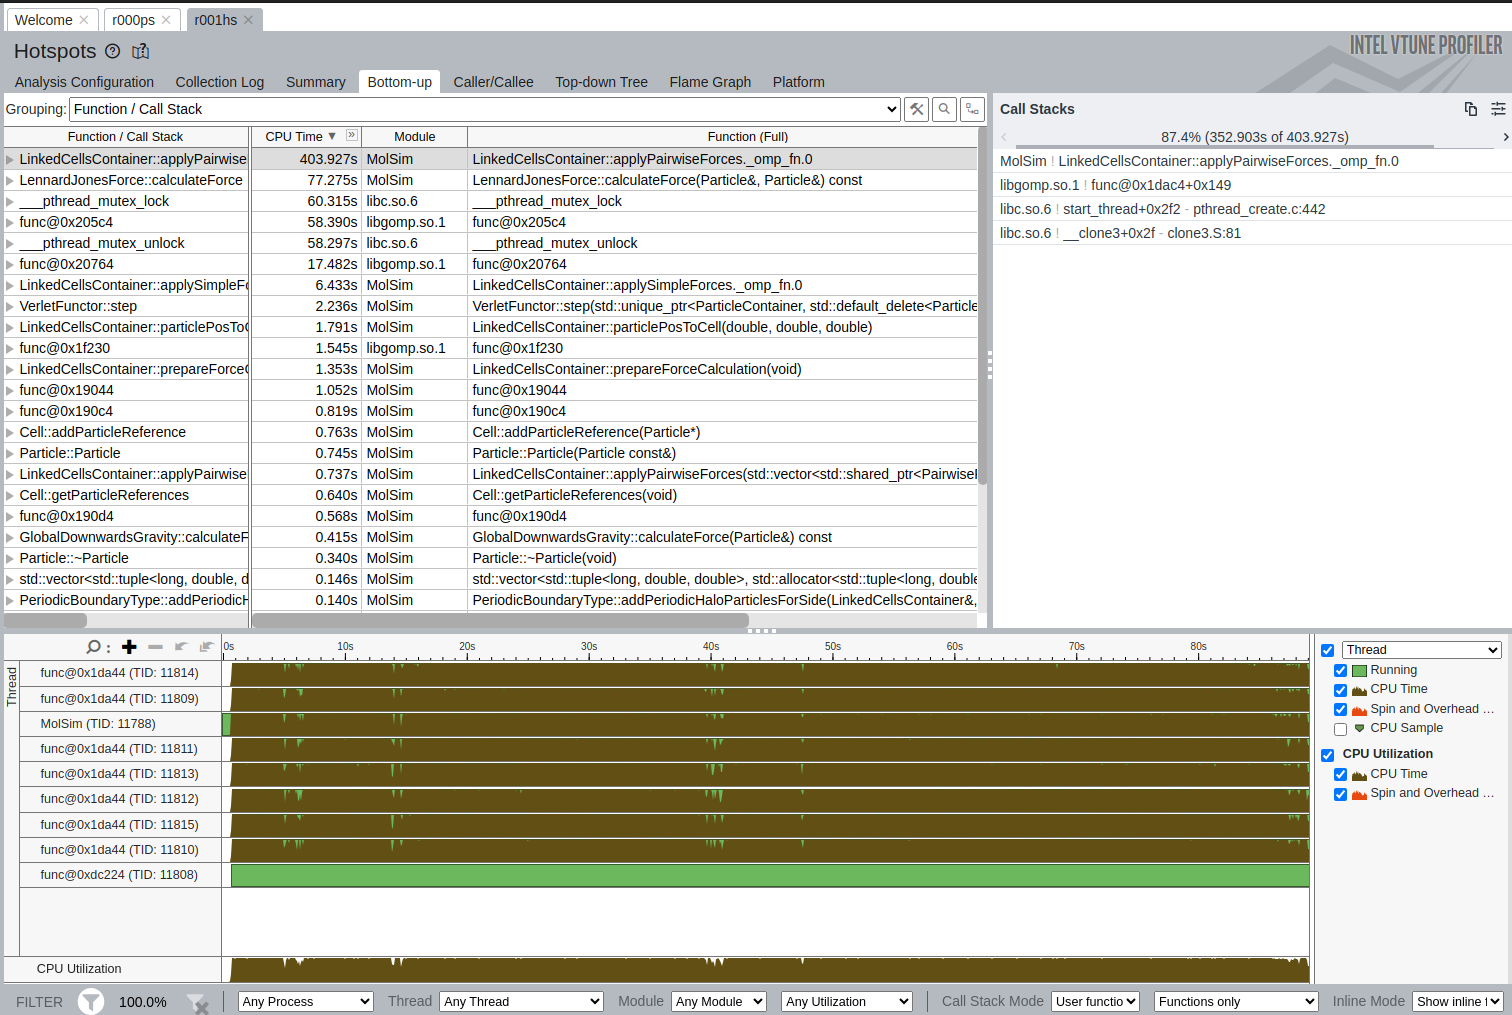 Welcome r000ps r001hs
Hotspots
INTEL VTUNE PROFILER
Analysis Configuration Collection Log Summary Bottom-up Caller/Callee Top-down Tree Flame Graph Platform
Grouping: Function / Call Stack
Function / Call Stack CPU Time Module Function (Full)
LinkedCellsContainer::applyPairwise 403.927s MolSim LinkedCellsContainer::applyPairwiseForces._omp_fn.0
LennardJonesForce::calculateForce 77.275s MolSim LennardJonesForce::calculateForce(Particle&, Particle&) const
___pthread_mutex_lock 60.315s libc.so.6 ___pthread_mutex_lock
func@0x205c4 58.390s libgomp.so.1 func@0x205c4
___pthread_mutex_unlock 58.297s libc.so.6 ___pthread_mutex_unlock
func@0x20764 17.482s libgomp.so.1 func@0x20764
LinkedCellsContainer::applySimpleFo 6.433s MolSim LinkedCellsContainer::applySimpleForces._omp_fn.0
VerletFunctor::step 2.236s MolSim VerletFunctor::step(std::unique_ptr<ParticleContainer, std::default_delete<Particle
LinkedCellsContainer::particlePosToC 1.791s MolSim LinkedCellsContainer::particlePosToCell(double, double, double)
func@0x1f230 1.545s libgomp.so.1 func@0x1f230
LinkedCellsContainer::prepareForceC 1.353s MolSim LinkedCellsContainer::prepareForceCalculation(void)
func@0x19044 1.052s MolSim func@0x19044
func@0x190c4 0.819s MolSim func@0x190c4
Cell::addParticleReference 0.763s MolSim Cell::addParticleReference(Particle*)
Particle::Particle 0.745s MolSim Particle::Particle(Particle const&)
LinkedCellsContainer::applyPairwise 0.737s MolSim LinkedCellsContainer::applyPairwiseForces(std::vector<std::shared_ptr<PairwiseF
Cell::getParticleReferences 0.640s MolSim Cell::getParticleReferences(void)
func@0x190d4 0.568s MolSim func@0x190d4
GlobalDownwardsGravity::calculateF 0.415s MolSim GlobalDownwardsGravity::calculateForce(Particle&) const
Particle::~Particle 0.340s MolSim Particle::~Particle(void)
std::vector<std::tuple<long, double, d 0.146s MolSim std::vector<std::tuple<long, double, double>, std::allocator<std::tuple<long, double
PeriodicBoundaryType::addPeriodicH 0.140s MolSim PeriodicBoundaryType::addPeriodicHaloParticlesForSide(LinkedCellsContainer&,
Call Stacks
87.4% (352.903s of 403.927s)
MolSim ! LinkedCellsContainer::applyPairwiseForces._omp_fn.0
libgomp.so.1 ! func@0x1dac4+0x149
libc.so.6 ! start_thread+0x2f2 - pthread_create.c:442
libc.so.6 ! __clone3+0x2f - clone3.S:81
0s 10s 20s 30s 40s 50s 60s 70s 80s
Thread
func@0x1da44 (TID: 11814)
func@0x1da44 (TID: 11809)
MolSim (TID: 11788)
func@0x1da44 (TID: 11811)
func@0x1da44 (TID: 11813)
func@0x1da44 (TID: 11812)
func@0x1da44 (TID: 11815)
func@0x1da44 (TID: 11810)
func@0xdc224 (TID: 11808)
CPU Utilization
Thread
Running
CPU Time
Spin and Overhead ...
CPU Sample
CPU Utilization
CPU Time
Spin and Overhead ...
FILTER 100.0% Any Process Thread Any Thread Module Any Module Any Utilization Call Stack Mode User functio Functions only Inline Mode Show inline f